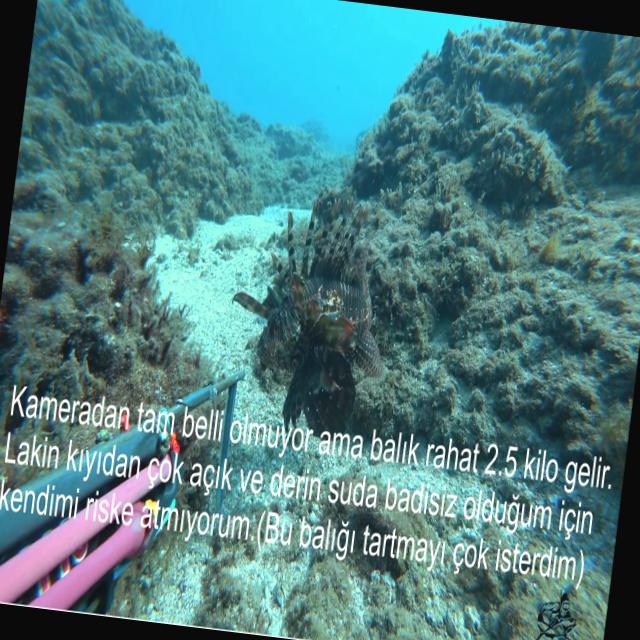 Kameradan tam belli olmuyor ama balık rahat 2.5 kilo gelir.
Lakin kıyıdan çok açık ve derin suda badisiz olduğum için
kendimi riske atmıyorum.(Bu balığı tartmayı çok isterdim)